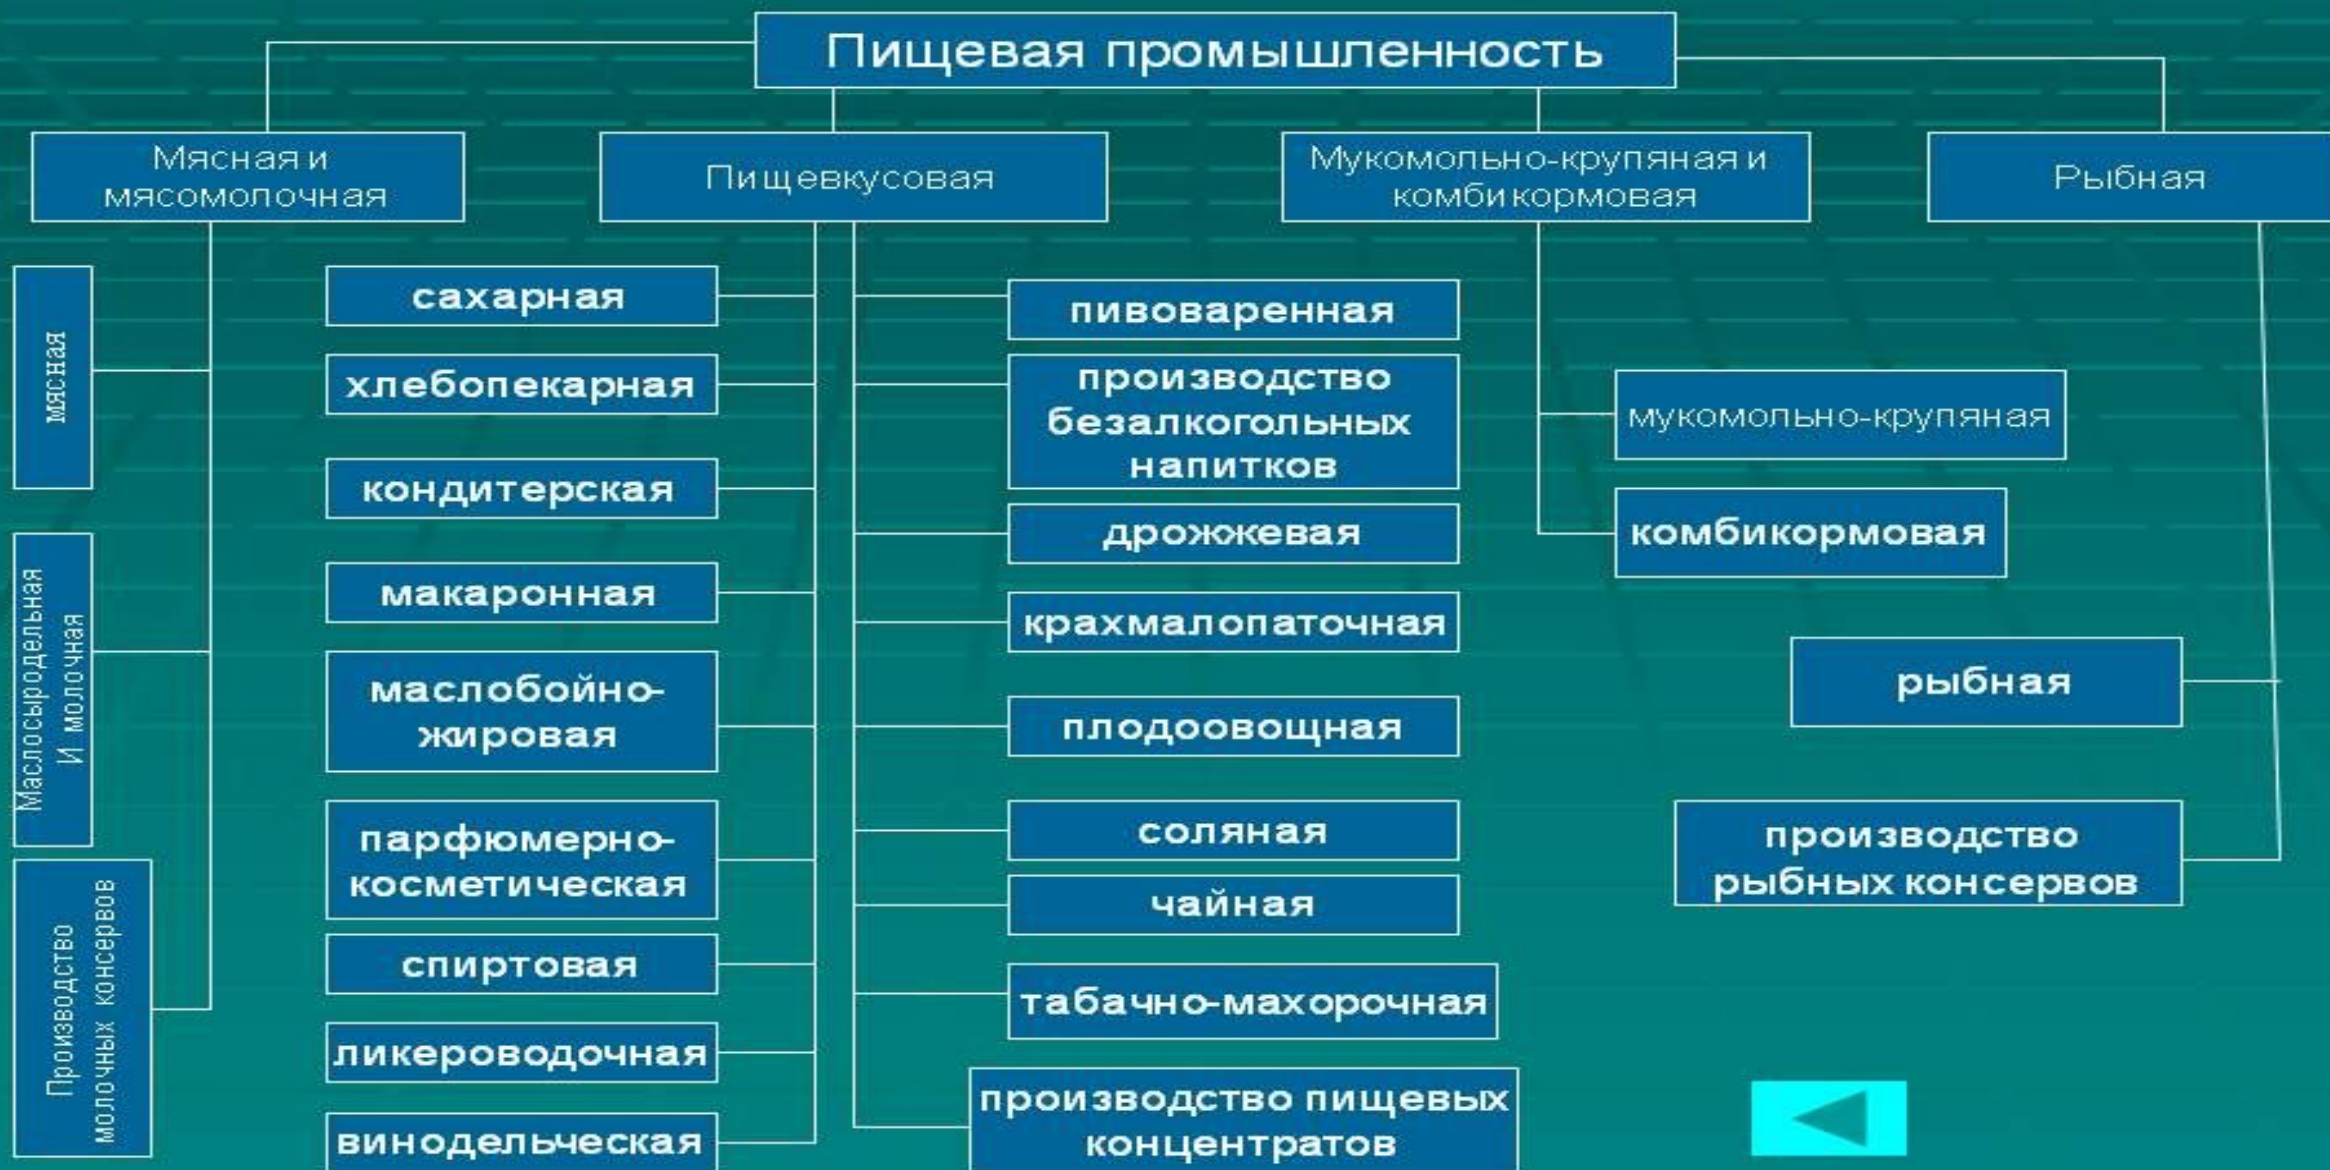 Пищевая промышленность
Мясная и
мясомолочная
Пищевкусовая
Мукомольно-крупяная и
комбикормовая
Рыбная
мясная
Маслосыродельная
И молочная
Производство
молочных консервов
сахарная
хлебопекарная
кондитерская
макаронная
маслобойно-
жировая
парфюмерно-
косметическая
спиртовая
ликероводочная
винодельческая
пивоваренная
производство
безалкогольных
напитков
дрожжевая
крахмалопаточная
плодоовощная
соляная
чайная
табачно-махорочная
производство пищевых
концентратов
мукомольно-крупяная
комбикормовая
рыбная
производство
рыбных консервов